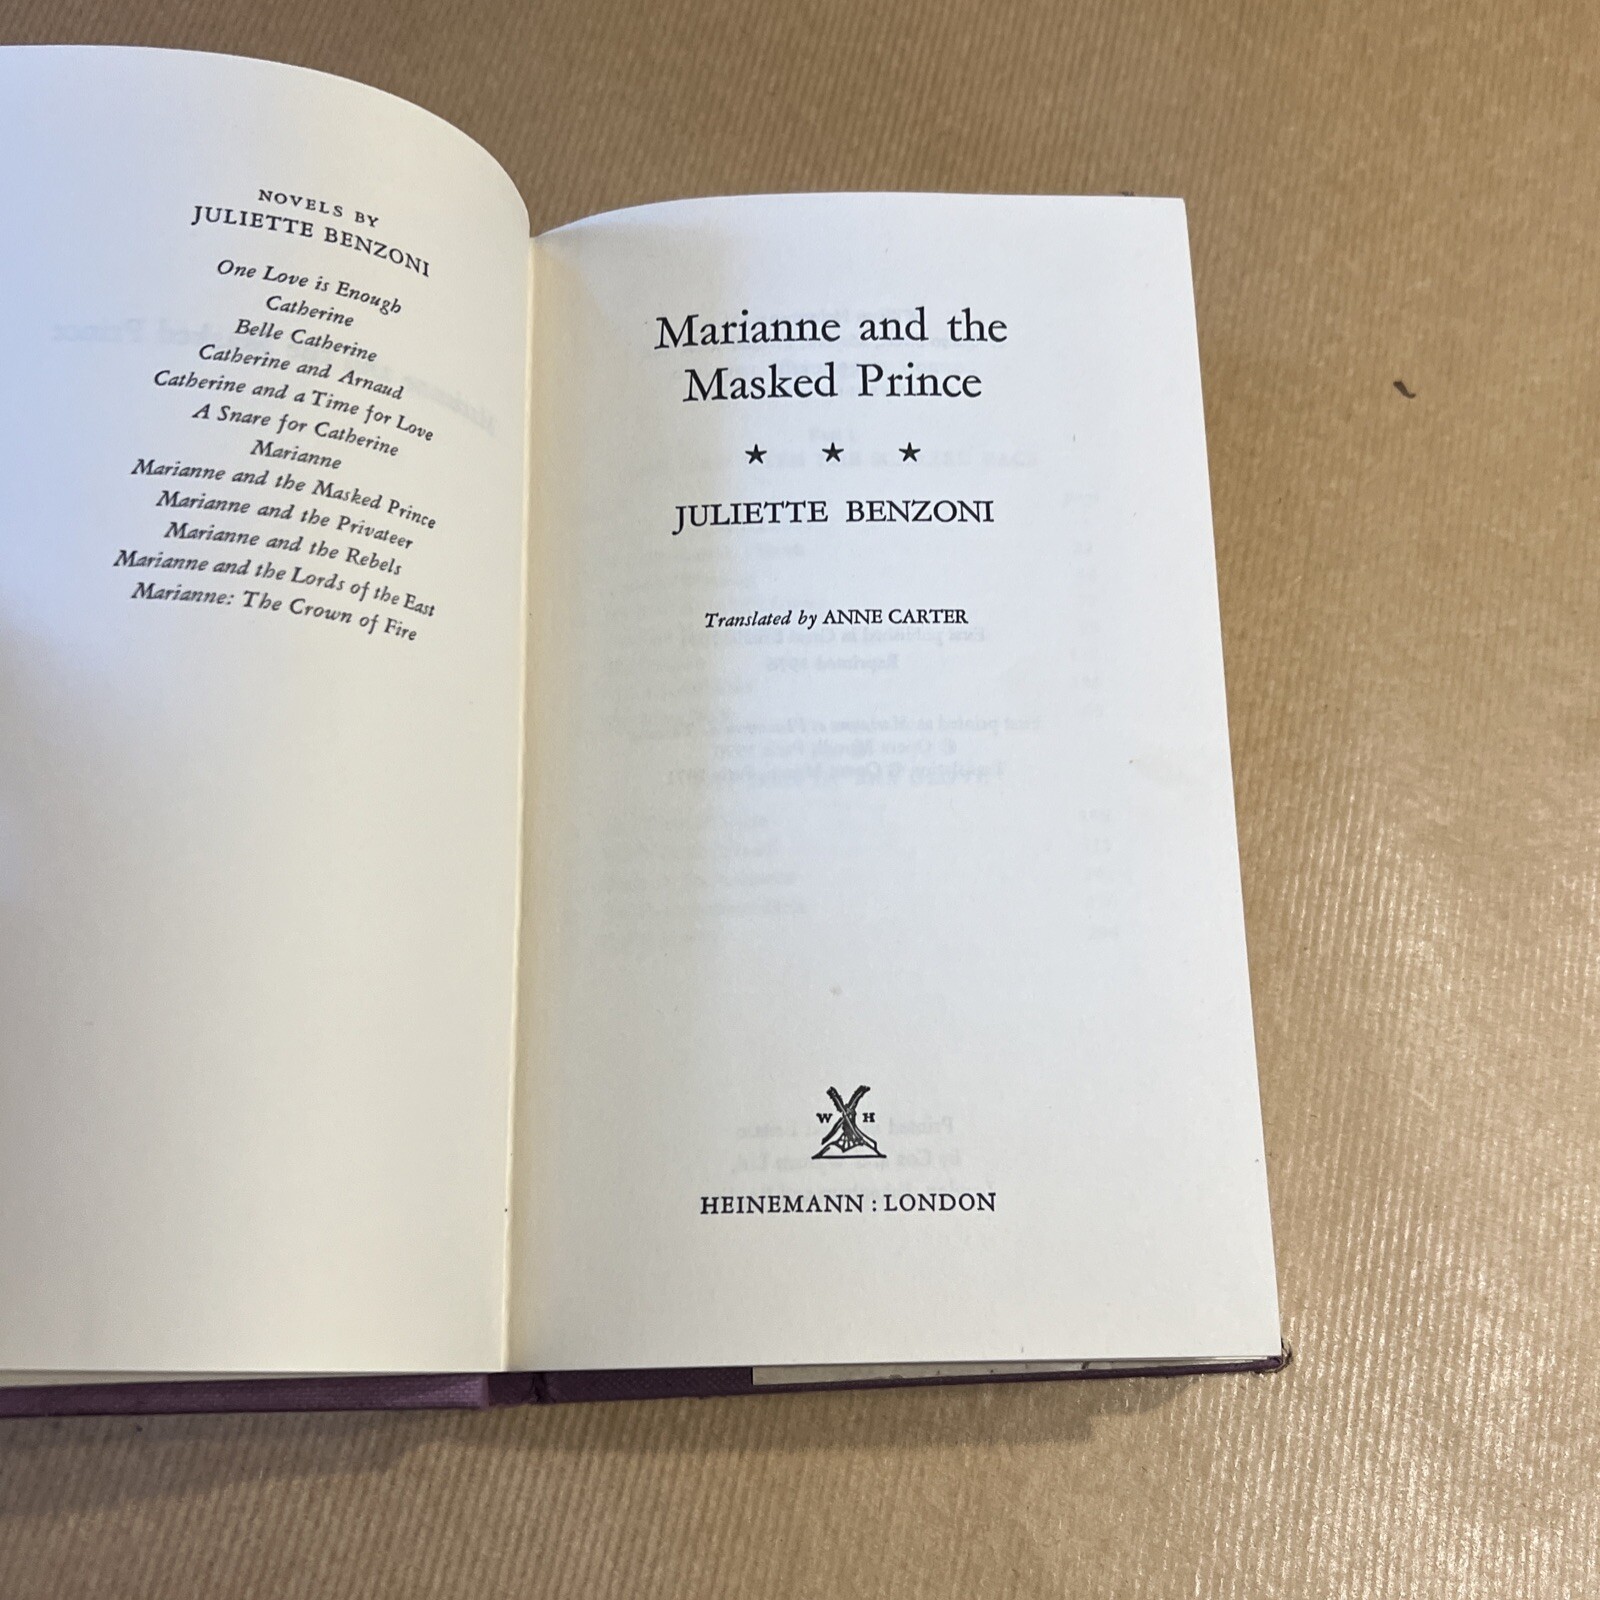 NOVELS BY
JULIETTE BENZONI
One Love is Enough
Catherine
Belle Catherine
Catherine and Arnaud
Catherine and a Time for Love
A Snare for Catherine
Marianne
Marianne and the Masked Prince
Marianne and the Privateer
Marianne and the Rebels
Marianne and the Lords of the East
Marianne: The Crown of Fire
Marianne and the
Masked Prince
★ ★ ★
JULIETTE BENZONI
Translated by ANNE CARTER
W H
HEINEMANN : LONDON